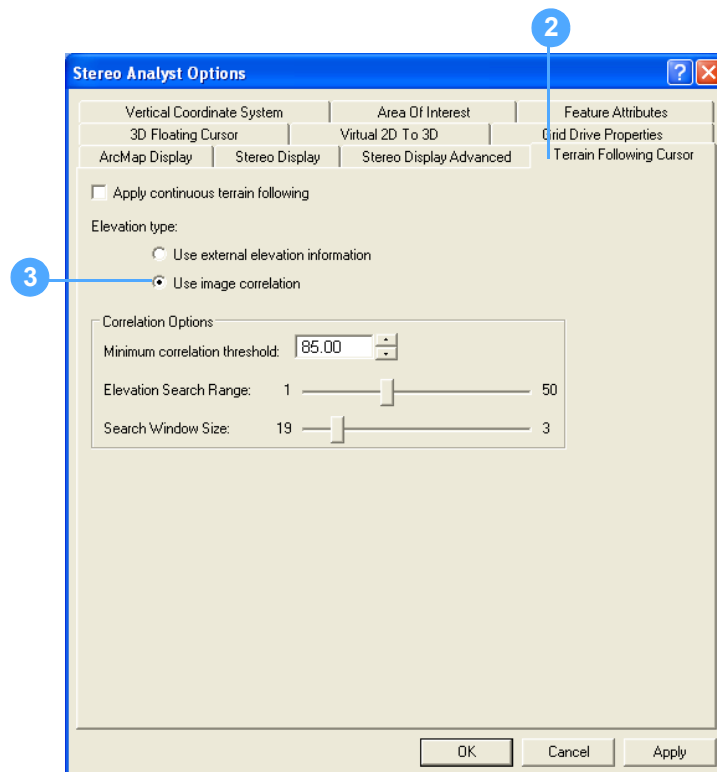 2
Stereo Analyst Options
Vertical Coordinate System Area Of Interest Feature Attributes
3D Floating Cursor Virtual 2D To 3D Grid Drive Properties
ArcMap Display Stereo Display Stereo Display Advanced Terrain Following Cursor
Apply continuous terrain following
Elevation type:
Use external elevation information
3 Use image correlation
Correlation Options
Minimum correlation threshold: 85.00
Elevation Search Range: 1 50
Search Window Size: 19 3
OK Cancel Apply